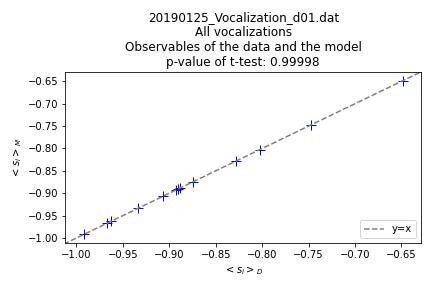 20190125_Vocalization_d01.dat
All vocalizations
Observables of the data and the model
p-value of t-test: 0.99998
< s_i >_M
−0.65
−0.70
−0.75
−0.80
−0.85
−0.90
−0.95
−1.00
y=x
−1.00 −0.95 −0.90 −0.85 −0.80 −0.75 −0.70 −0.65
< s_i >_D